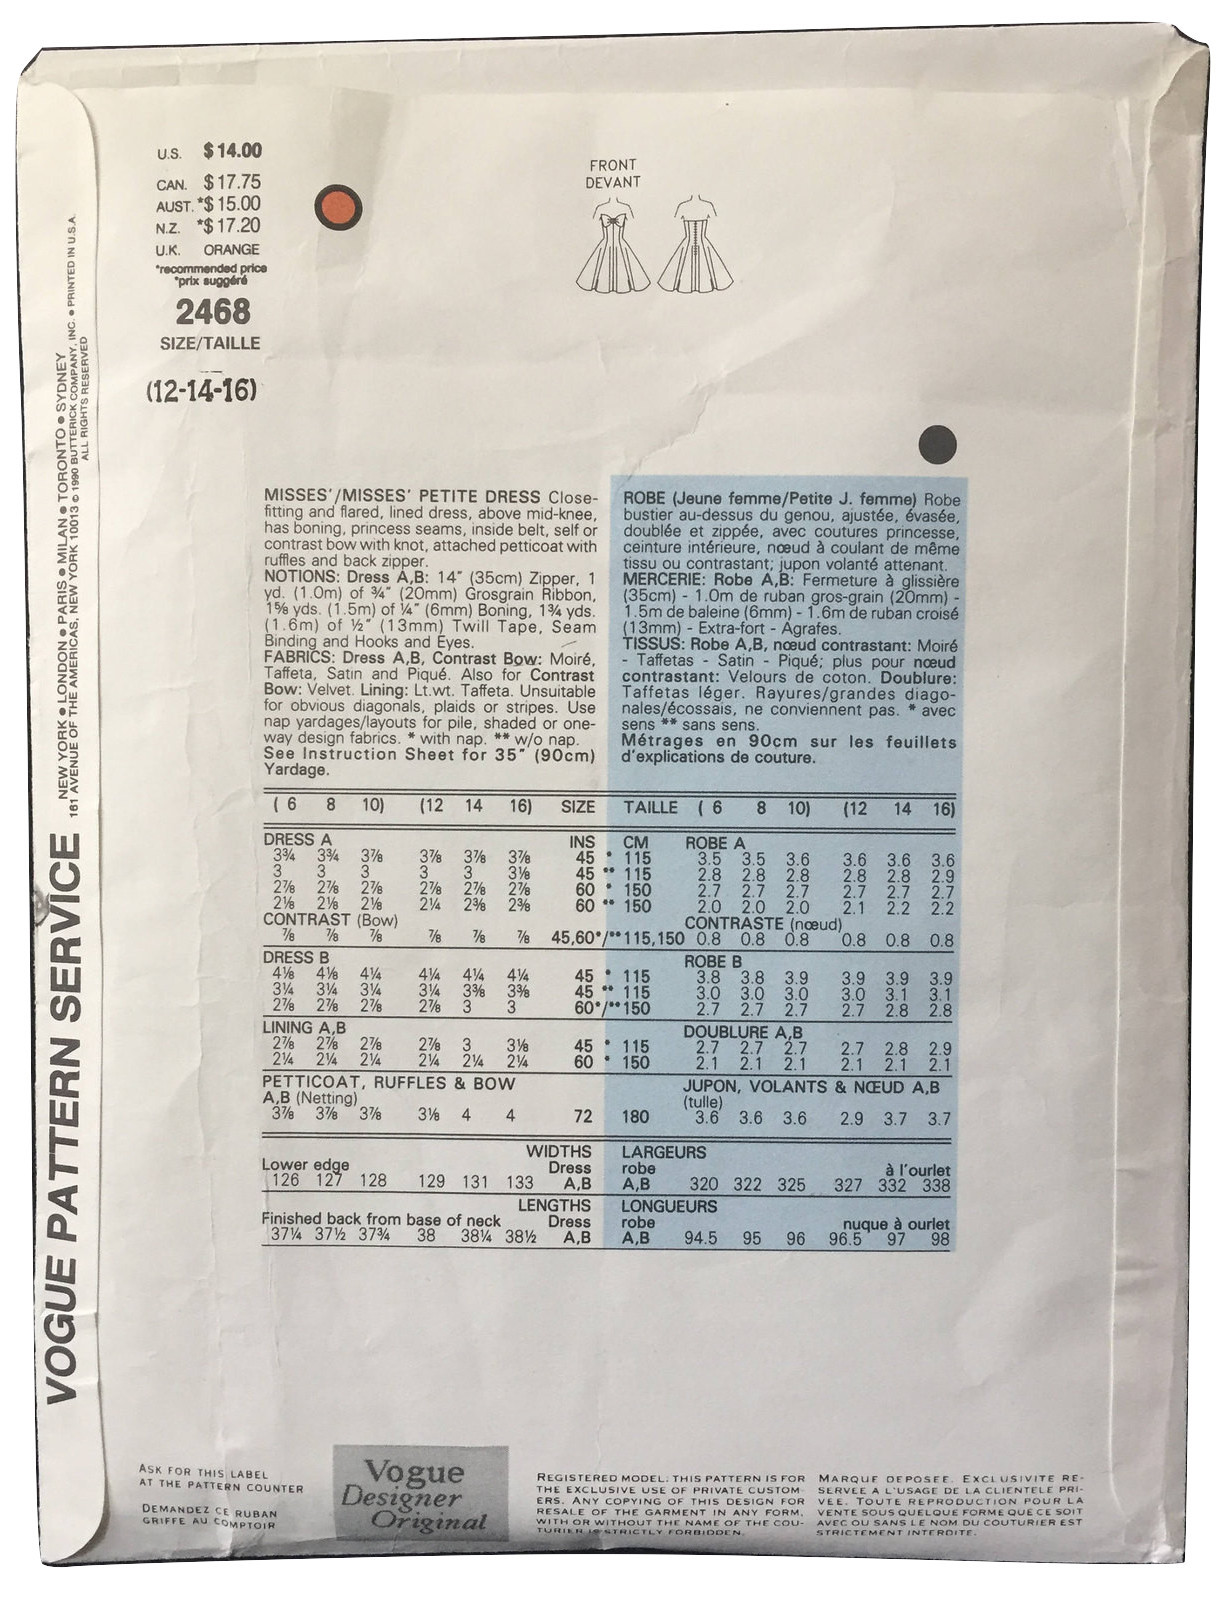 U.S. $14.00
CAN. $17.75
AUST. *$15.00
N.Z. *$17.20
U.K. ORANGE
*recommended price
*prix suggéré
2468
SIZE/TAILLE
(12-14-16)
FRONT
DEVANT
VOGUE PATTERN SERVICE
NEW YORK ● LONDON ● PARIS ● MILAN ● TORONTO ● SYDNEY
161 AVENUE OF THE AMERICAS, NEW YORK 10013 © 1990 BUTTERICK COMPANY, INC. ● PRINTED IN U.S.A.
ALL RIGHTS RESERVED
MISSES'/MISSES' PETITE DRESS Close-
fitting and flared, lined dress, above mid-knee,
has boning, princess seams, inside belt, self or
contrast bow with knot, attached petticoat with
ruffles and back zipper.
NOTIONS: Dress A,B: 14" (35cm) Zipper, 1
yd. (1.0m) of ¾" (20mm) Grosgrain Ribbon,
1⅝ yds. (1.5m) of ¼" (6mm) Boning, 1¾ yds.
(1.6m) of ½" (13mm) Twill Tape, Seam
Binding and Hooks and Eyes.
FABRICS: Dress A,B, Contrast Bow: Moiré,
Taffeta, Satin and Piqué. Also for Contrast
Bow: Velvet. Lining: Lt.wt. Taffeta. Unsuitable
for obvious diagonals, plaids or stripes. Use
nap yardages/layouts for pile, shaded or one-
way design fabrics. * with nap. ** w/o nap.
See Instruction Sheet for 35" (90cm)
Yardage.
ROBE (Jeune femme/Petite J. femme) Robe
bustier au-dessus du genou, ajustée, évasée,
doublée et zippée, avec coutures princesse,
ceinture intérieure, nœud à coulant de même
tissu ou contrastant; jupon volanté attenant.
MERCERIE: Robe A,B: Fermeture à glissière
(35cm) - 1.0m de ruban gros-grain (20mm) -
1.5m de baleine (6mm) - 1.6m de ruban croisé
(13mm) - Extra-fort - Agrafes.
TISSUS: Robe A,B, nœud contrastant: Moiré
- Taffetas - Satin - Piqué; plus pour nœud
contrastant: Velours de coton. Doublure:
Taffetas léger. Rayures/grandes diago-
nales/écossais, ne conviennent pas. * avec
sens ** sans sens.
Métrages en 90cm sur les feuillets
d'explications de couture.
( 6 8 10) (12 14 16) SIZE TAILLE ( 6 8 10) (12 14 16)
DRESS A INS CM ROBE A
3¾ 3¾ 3⅞ 3⅞ 3⅞ 3⅞ 45 * 115 3.5 3.5 3.6 3.6 3.6 3.6
3 3 3 3 3 3⅛ 45 ** 115 2.8 2.8 2.8 2.8 2.8 2.9
2⅞ 2⅞ 2⅞ 2⅞ 2⅞ 2⅞ 60 * 150 2.7 2.7 2.7 2.7 2.7 2.7
2⅛ 2⅛ 2⅛ 2¼ 2⅜ 2⅜ 60 ** 150 2.0 2.0 2.0 2.1 2.2 2.2
CONTRAST (Bow) CONTRASTE (nœud)
⅞ ⅞ ⅞ ⅞ ⅞ ⅞ 45,60*/**115,150 0.8 0.8 0.8 0.8 0.8 0.8
DRESS B ROBE B
4⅛ 4⅛ 4¼ 4¼ 4¼ 4¼ 45 * 115 3.8 3.8 3.9 3.9 3.9 3.9
3¼ 3¼ 3¼ 3¼ 3⅜ 3⅜ 45 ** 115 3.0 3.0 3.0 3.0 3.1 3.1
2⅞ 2⅞ 2⅞ 2⅞ 3 3 60*/**150 2.7 2.7 2.7 2.7 2.8 2.8
LINING A,B DOUBLURE A,B
2⅞ 2⅞ 2⅞ 2⅞ 3 3⅛ 45 * 115 2.7 2.7 2.7 2.7 2.8 2.9
2¼ 2¼ 2¼ 2¼ 2¼ 2¼ 60 * 150 2.1 2.1 2.1 2.1 2.1 2.1
PETTICOAT, RUFFLES & BOW JUPON, VOLANTS & NŒUD A,B
A,B (Netting) (tulle)
3⅞ 3⅞ 3⅞ 3⅛ 4 4 72 180 3.6 3.6 3.6 2.9 3.7 3.7
WIDTHS LARGEURS
Lower edge Dress robe à l'ourlet
126 127 128 129 131 133 A,B A,B 320 322 325 327 332 338
LENGTHS LONGUEURS
Finished back from base of neck Dress robe nuque à ourlet
37¼ 37½ 37¾ 38 38¼ 38½ A,B A,B 94.5 95 96 96.5 97 98
ASK FOR THIS LABEL
AT THE PATTERN COUNTER
DEMANDEZ CE RUBAN
GRIFFE AU COMPTOIR
Vogue
Designer
Original
REGISTERED MODEL: THIS PATTERN IS FOR
THE EXCLUSIVE USE OF PRIVATE CUSTOM-
ERS. ANY COPYING OF THIS DESIGN FOR
RESALE OF THE GARMENT IN ANY FORM,
WITH OR WITHOUT THE NAME OF THE COU-
TURIER IS STRICTLY FORBIDDEN.
MARQUE DEPOSEE. EXCLUSIVITE RE-
SERVEE A L'USAGE DE LA CLIENTELE PRI-
VEE. TOUTE REPRODUCTION POUR LA
VENTE SOUS QUELQUE FORME QUE CE SOIT
AVEC OU SANS LE NOM DU COUTURIER EST
STRICTEMENT INTERDITE.